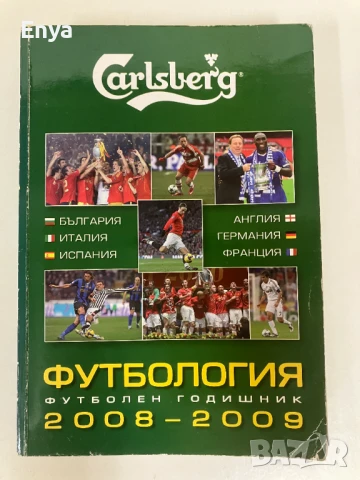 Enya
Carlsberg
БЪЛГАРИЯ
ИТАЛИЯ
ИСПАНИЯ
АНГЛИЯ
ГЕРМАНИЯ
ФРАНЦИЯ
ФУТБОЛОГИЯ
ФУТБОЛЕН ГОДИШНИК
2008 – 2009
BAZAR